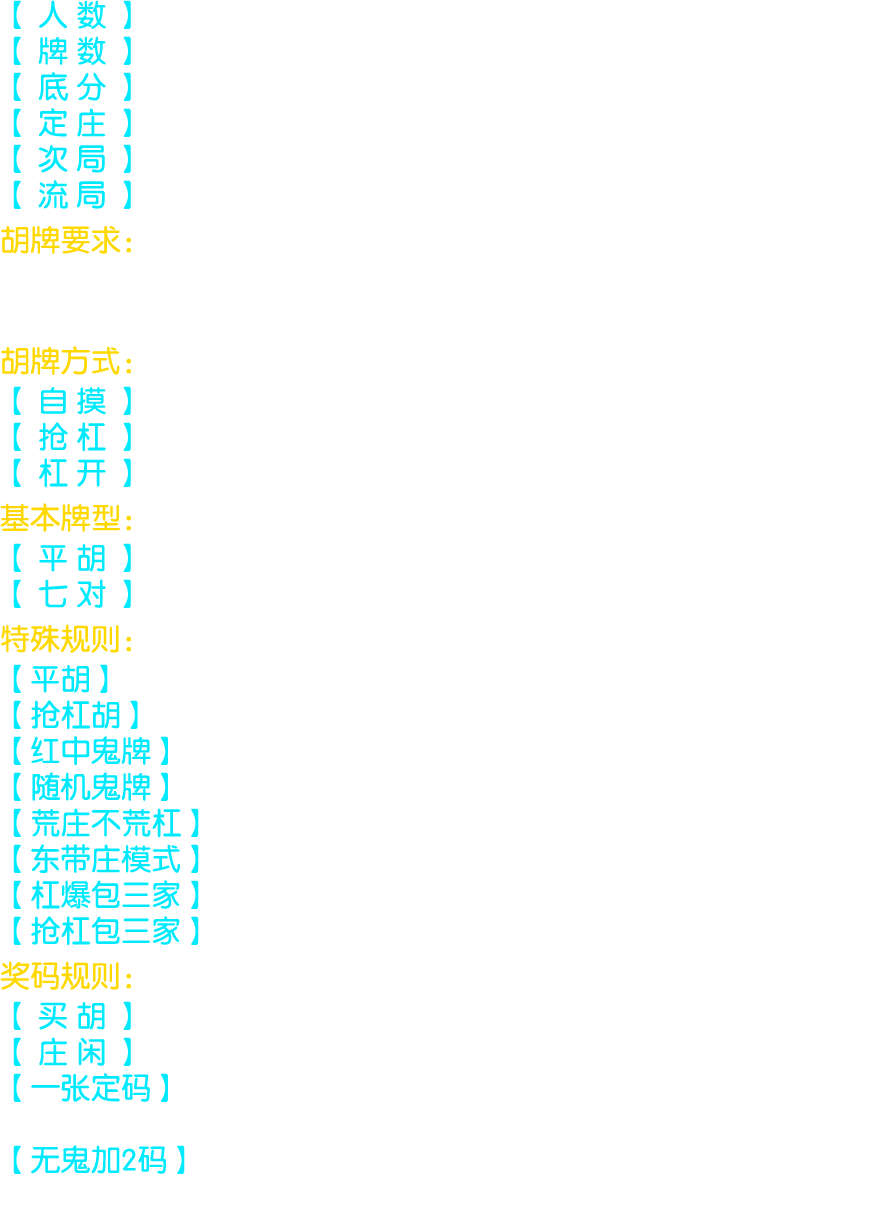 【 人 数 】
【 牌 数 】
【 底 分 】
【 定 庄 】
【 次 局 】
【 流 局 】
胡牌要求：
胡牌方式：
【 自 摸 】
【 抢 杠 】
【 杠 开 】
基本牌型：
【 平 胡 】
【 七 对 】
特殊规则：
【平胡】
【抢杠胡】
【红中鬼牌】
【随机鬼牌】
【荒庄不荒杠】
【东带庄模式】
【杠爆包三家】
【抢杠包三家】
奖码规则：
【 买 胡 】
【 庄 闲 】
【一张定码】
【无鬼加2码】